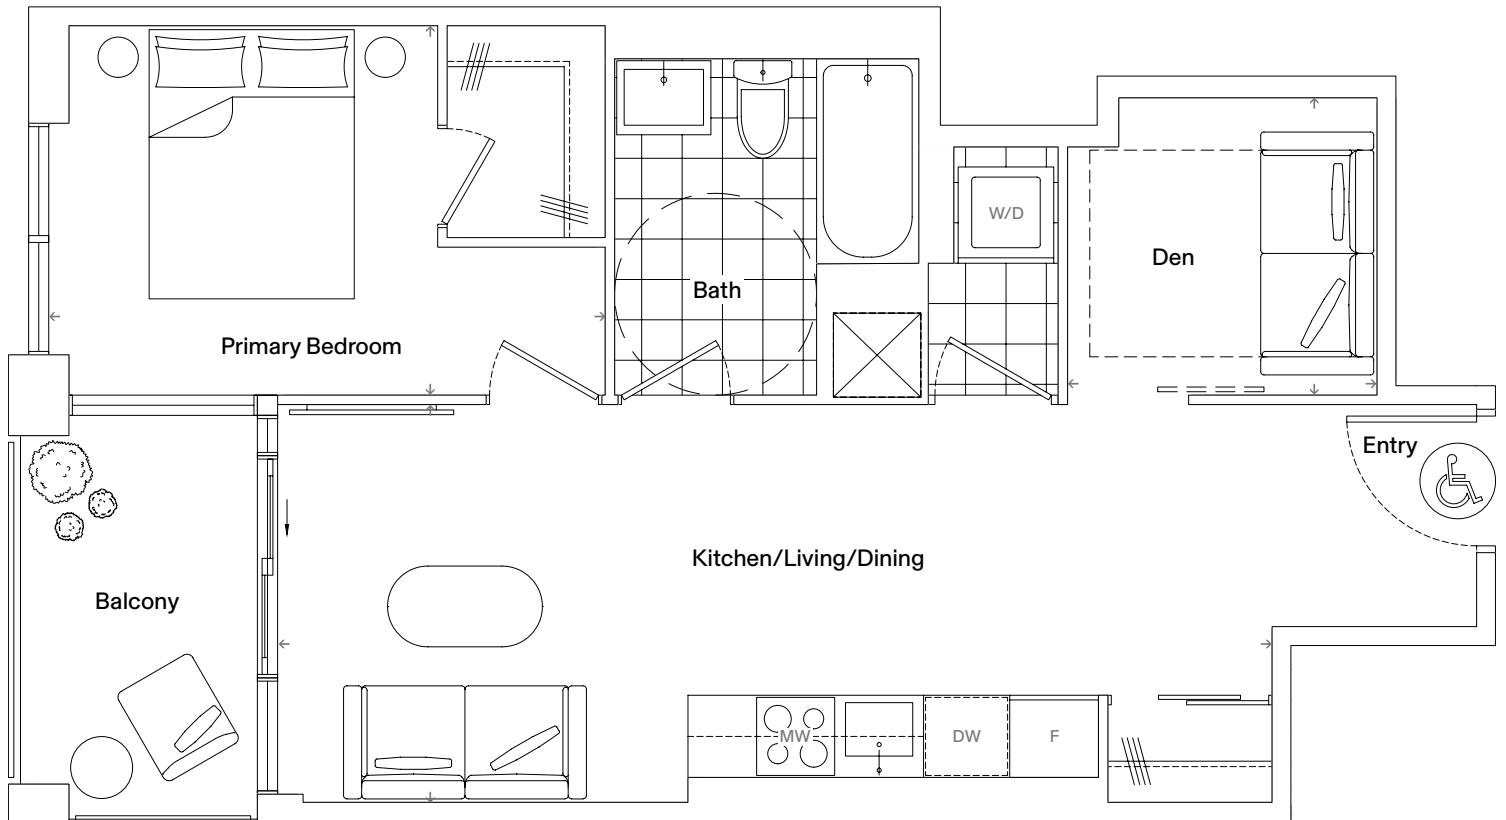 W/D
Den
Bath
Primary Bedroom
Entry
Kitchen/Living/Dining
Balcony
MW
DW
F